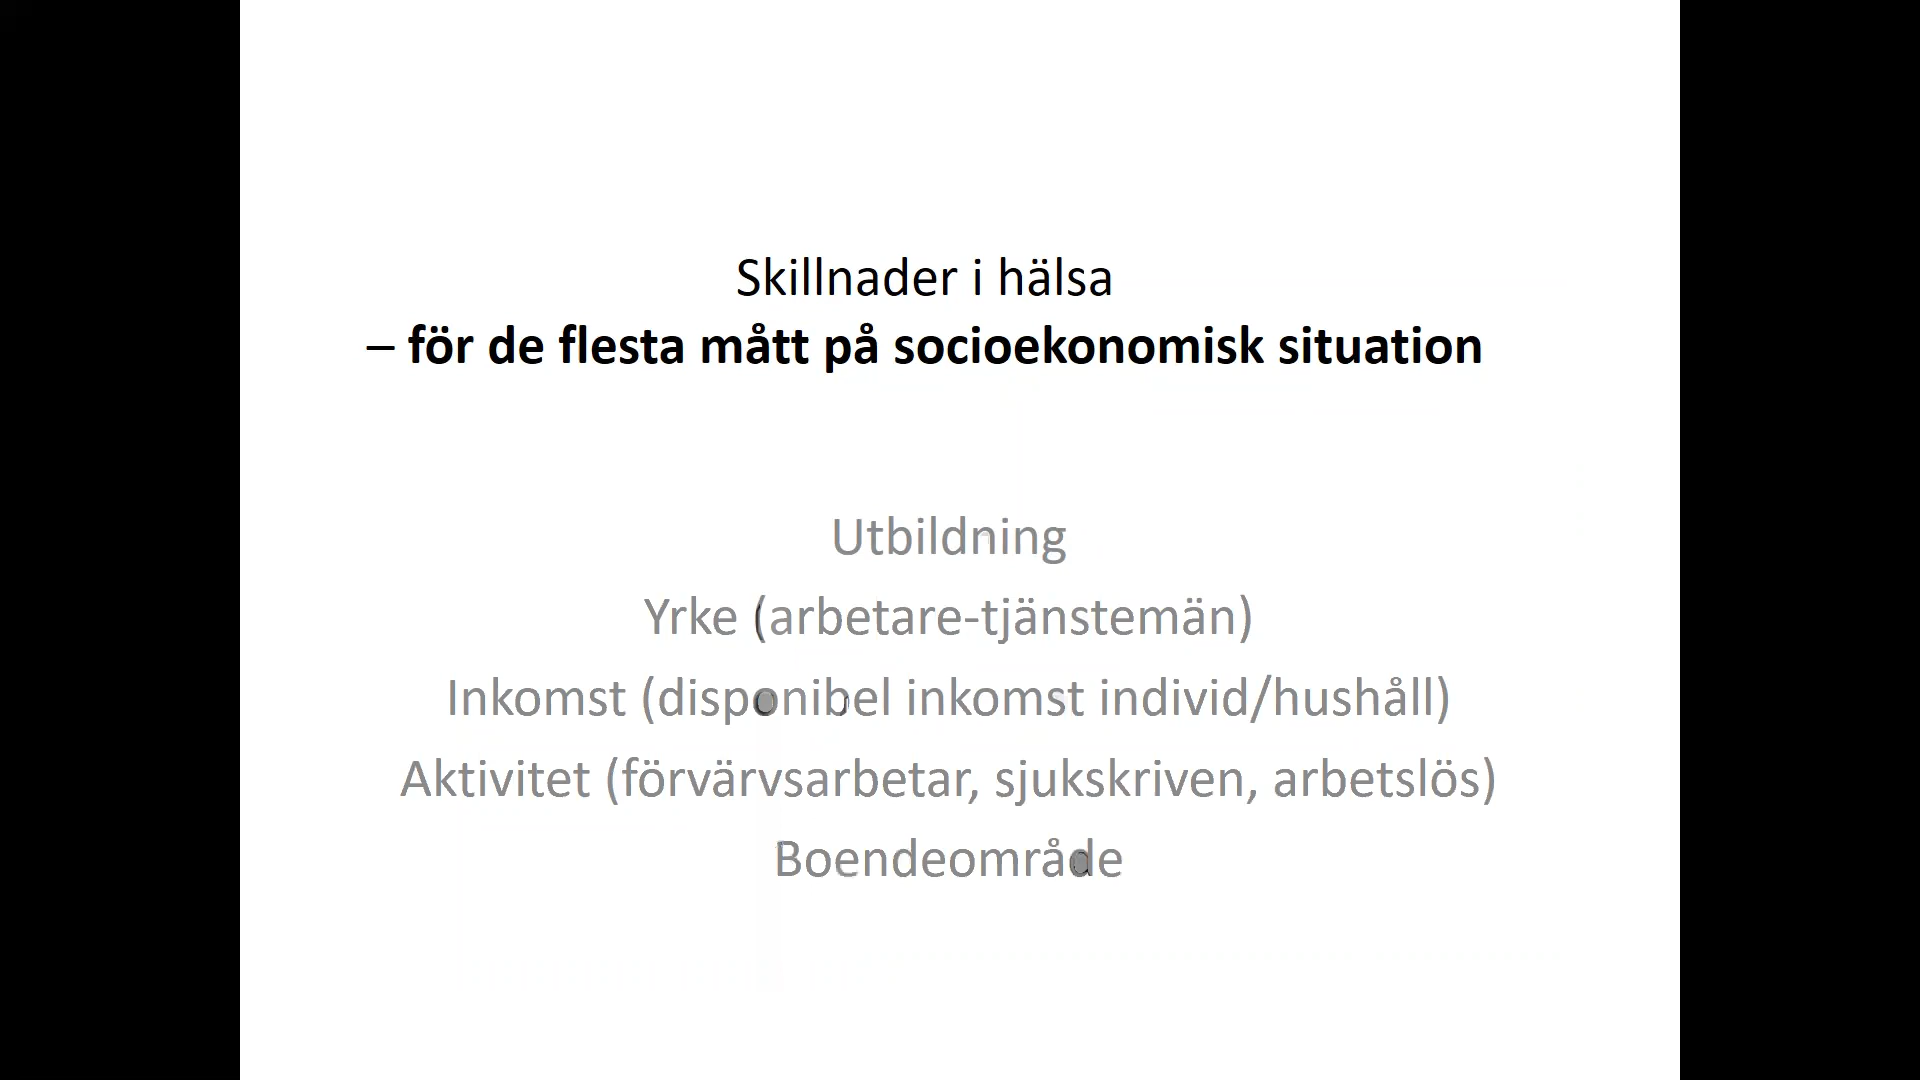 Skillnader i hälsa
– för de flesta mått på socioekonomisk situation
Utbildning
Yrke (arbetare-tjänstemän)
Inkomst (disponibel inkomst individ/hushåll)
Aktivitet (förvärvsarbetar, sjukskriven, arbetslös)
Boendeområde